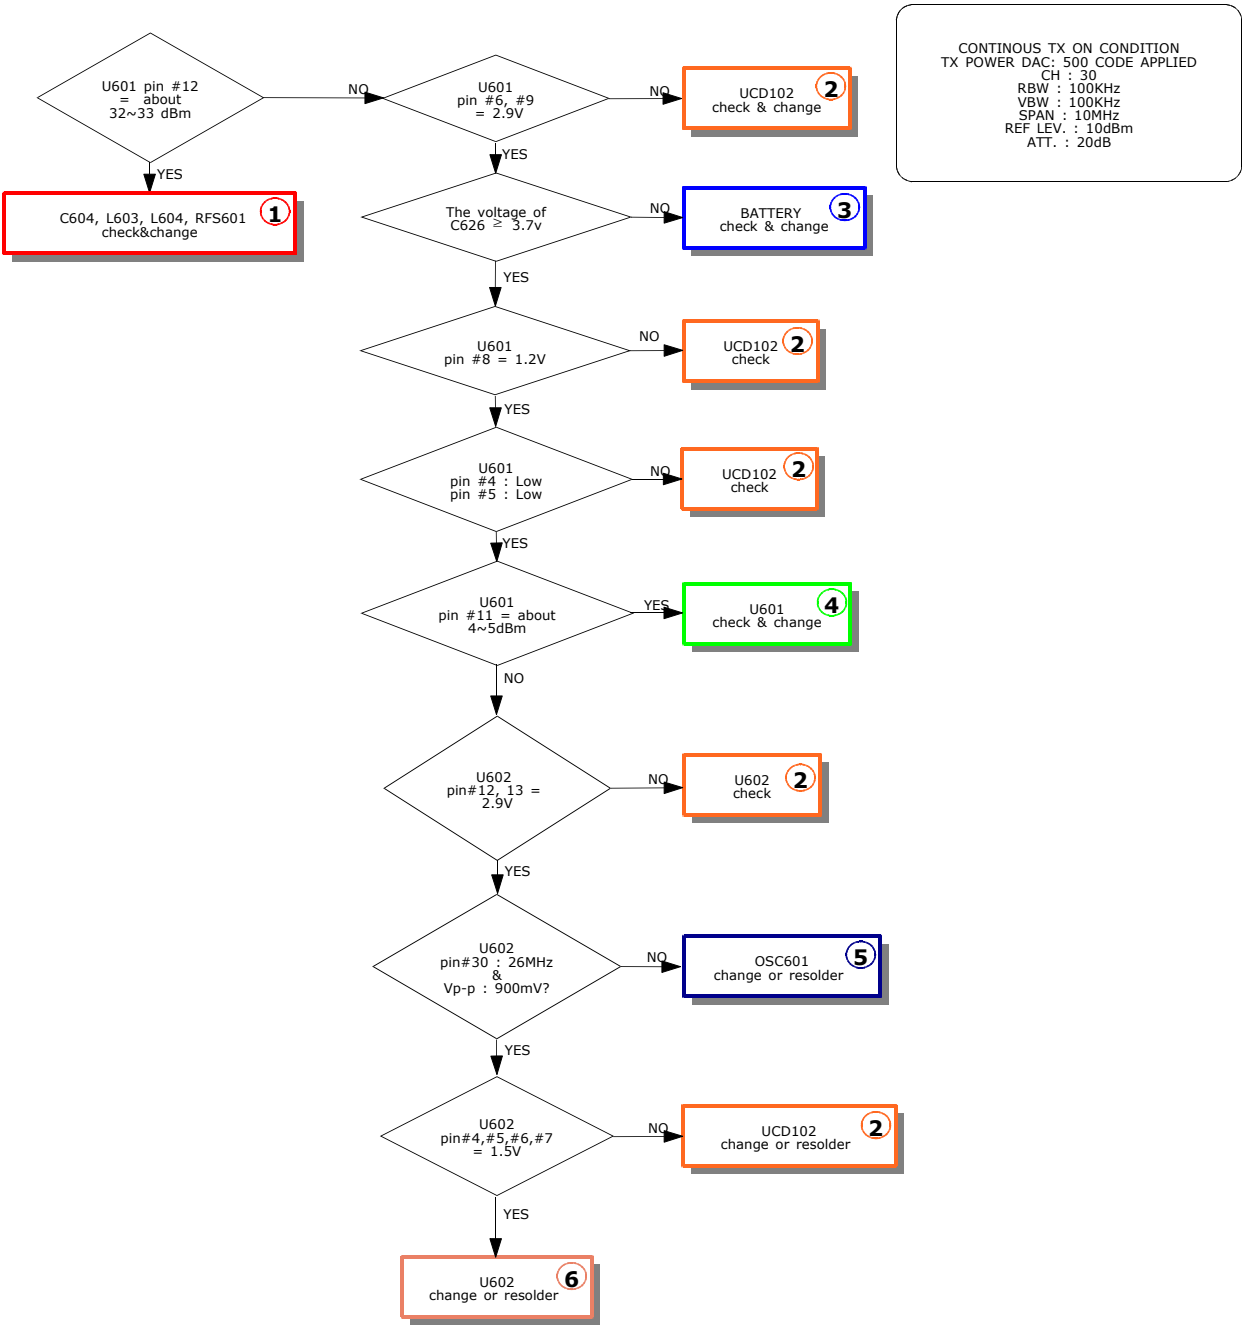 CONTINOUS TX ON CONDITION
TX POWER DAC: 500 CODE APPLIED
CH : 30
RBW : 100KHz
VBW : 100KHz
SPAN : 10MHz
REF LEV. : 10dBm
ATT. : 20dB
U601 pin #12
= about
32~33 dBm
NO
YES
C604, L603, L604, RFS601
check&change
1
U601
pin #6, #9
= 2.9V
NO
UCD102
check & change
2
YES
The voltage of
C626 ≥ 3.7v
NO
BATTERY
check & change
3
YES
U601
pin #8 = 1.2V
NO
UCD102
check
2
YES
U601
pin #4 : Low
pin #5 : Low
NO
UCD102
check
2
YES
U601
pin #11 = about
4~5dBm
YES
U601
check & change
4
NO
U602
pin#12, 13 =
2.9V
NO
U602
check
2
YES
U602
pin#30 : 26MHz
&
Vp-p : 900mV?
NO
OSC601
change or resolder
5
YES
U602
pin#4,#5,#6,#7
= 1.5V
NO
UCD102
change or resolder
2
YES
U602
change or resolder
6